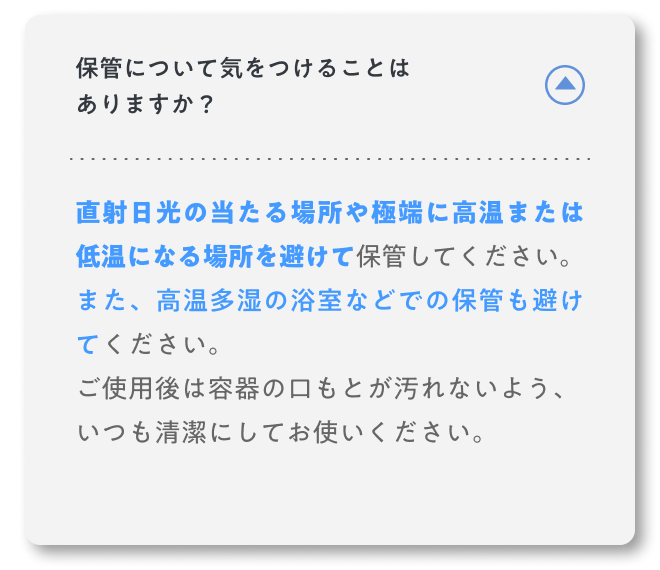 保管について気をつけることは
ありますか？
直射日光の当たる場所や極端に高温または
低温になる場所を避けて保管してください。
また、高温多湿の浴室などでの保管も避け
てください。
ご使用後は容器の口もとが汚れないよう、
いつも清潔にしてお使いください。